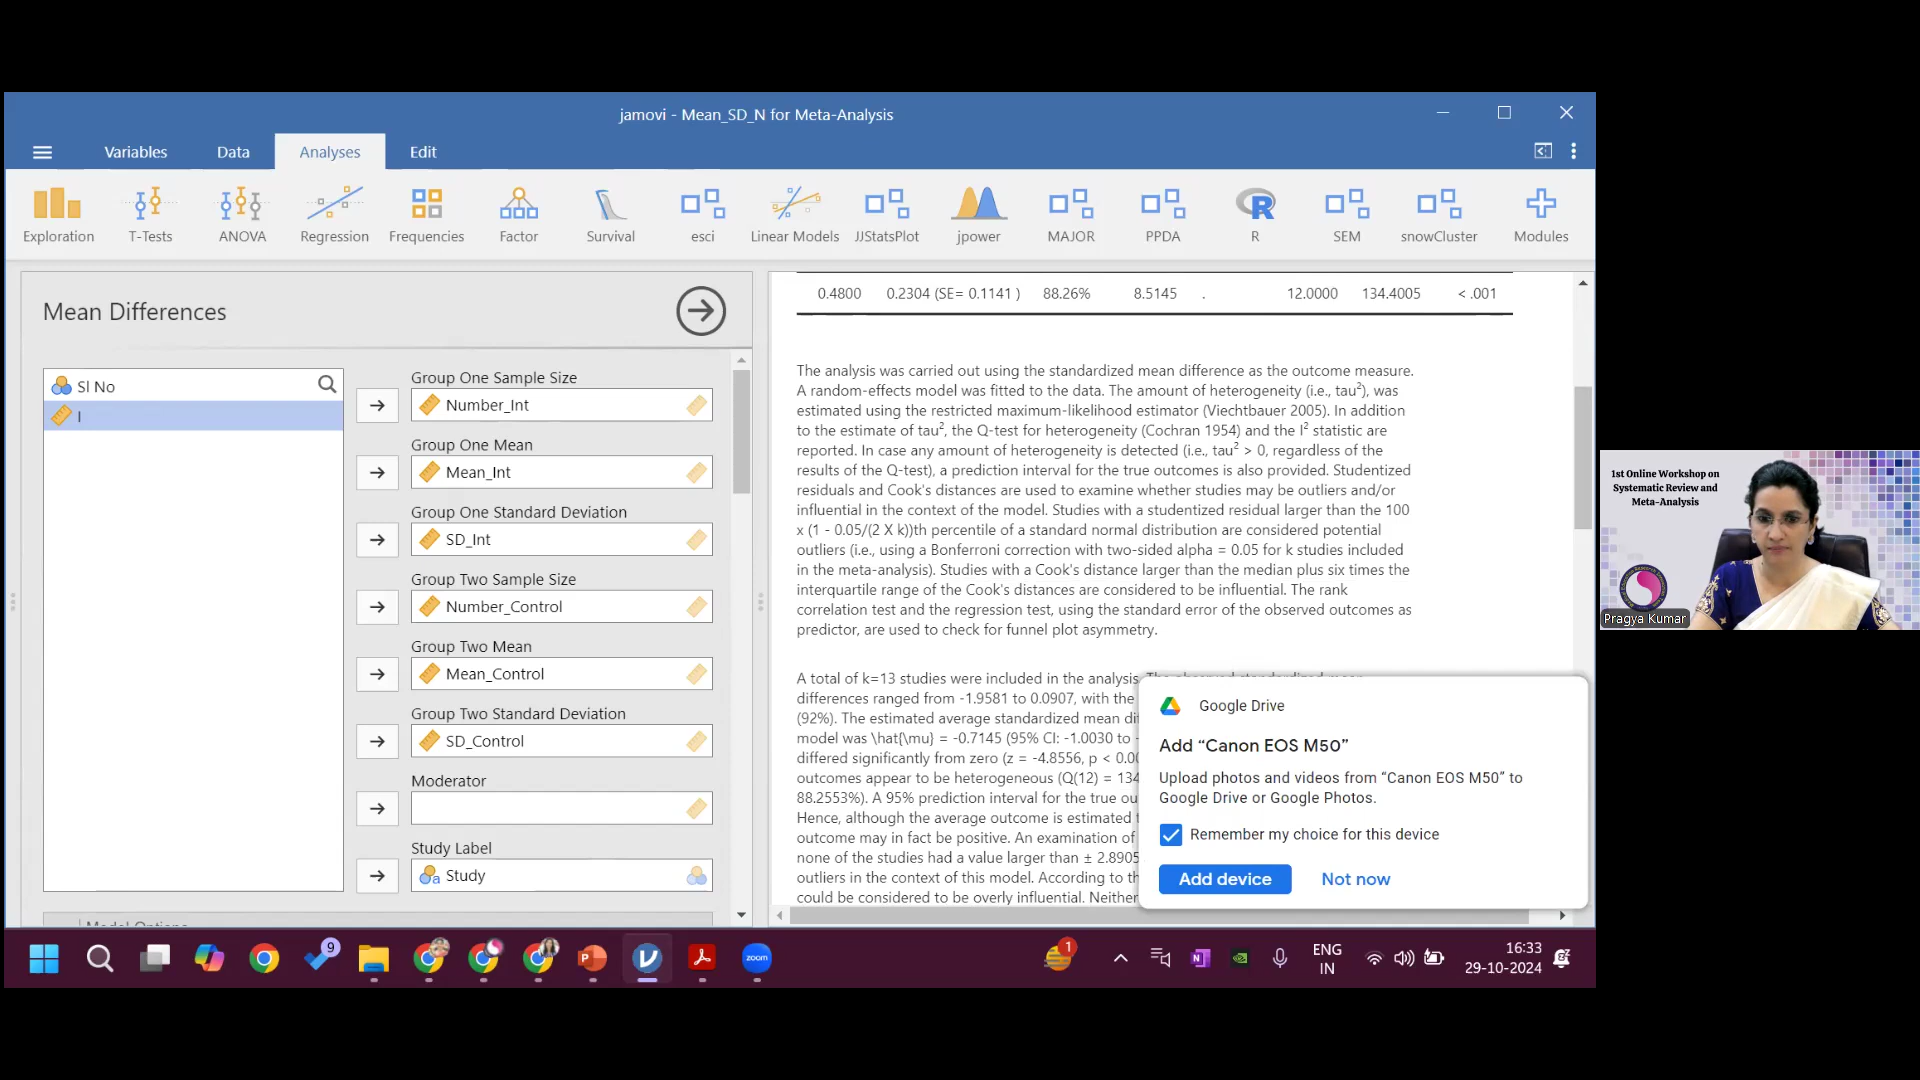 jamovi - Mean_SD_N for Meta-Analysis
Variables
Data
Analyses
Edit
Exploration
T-Tests
ANOVA
Regression
Frequencies
Factor
Survival
esci
Linear Models
JJStatsPlot
jpower
MAJOR
PPDA
R
SEM
snowCluster
Modules
Mean Differences
Sl No
I
Group One Sample Size
Number_Int
Group One Mean
Mean_Int
Group One Standard Deviation
SD_Int
Group Two Sample Size
Number_Control
Group Two Mean
Mean_Control
Group Two Standard Deviation
SD_Control
Moderator
Study Label
a Study
Model Options
0.4800 0.2304 (SE= 0.1141 ) 88.26% 8.5145 . 12.0000 134.4005 < .001
The analysis was carried out using the standardized mean difference as the outcome measure.
A random-effects model was fitted to the data. The amount of heterogeneity (i.e., tau²), was
estimated using the restricted maximum-likelihood estimator (Viechtbauer 2005). In addition
to the estimate of tau², the Q-test for heterogeneity (Cochran 1954) and the I² statistic are
reported. In case any amount of heterogeneity is detected (i.e., tau² > 0, regardless of the
results of the Q-test), a prediction interval for the true outcomes is also provided. Studentized
residuals and Cook's distances are used to examine whether studies may be outliers and/or
influential in the context of the model. Studies with a studentized residual larger than the 100
x (1 - 0.05/(2 X k))th percentile of a standard normal distribution are considered potential
outliers (i.e., using a Bonferroni correction with two-sided alpha = 0.05 for k studies included
in the meta-analysis). Studies with a Cook's distance larger than the median plus six times the
interquartile range of the Cook's distances are considered to be influential. The rank
correlation test and the regression test, using the standard error of the observed outcomes as
predictor, are used to check for funnel plot asymmetry.
A total of k=13 studies were included in the analysis. The observed standardized mean
differences ranged from -1.9581 to 0.0907, with the
(92%). The estimated average standardized mean di
model was \hat{\mu} = -0.7145 (95% CI: -1.0030 to -
differed significantly from zero (z = -4.8556, p < 0.00
outcomes appear to be heterogeneous (Q(12) = 134
88.2553%). A 95% prediction interval for the true ou
Hence, although the average outcome is estimated t
outcome may in fact be positive. An examination of
none of the studies had a value larger than ± 2.8905
outliers in the context of this model. According to th
could be considered to be overly influential. Neither
Google Drive
Add “Canon EOS M50”
Upload photos and videos from “Canon EOS M50” to
Google Drive or Google Photos.
Remember my choice for this device
Add device
Not now
1st Online Workshop on
Systematic Review and
Meta-Analysis
Pragya Kumar
9
P
zoom
1
N
ENG
IN
16:33
29-10-2024